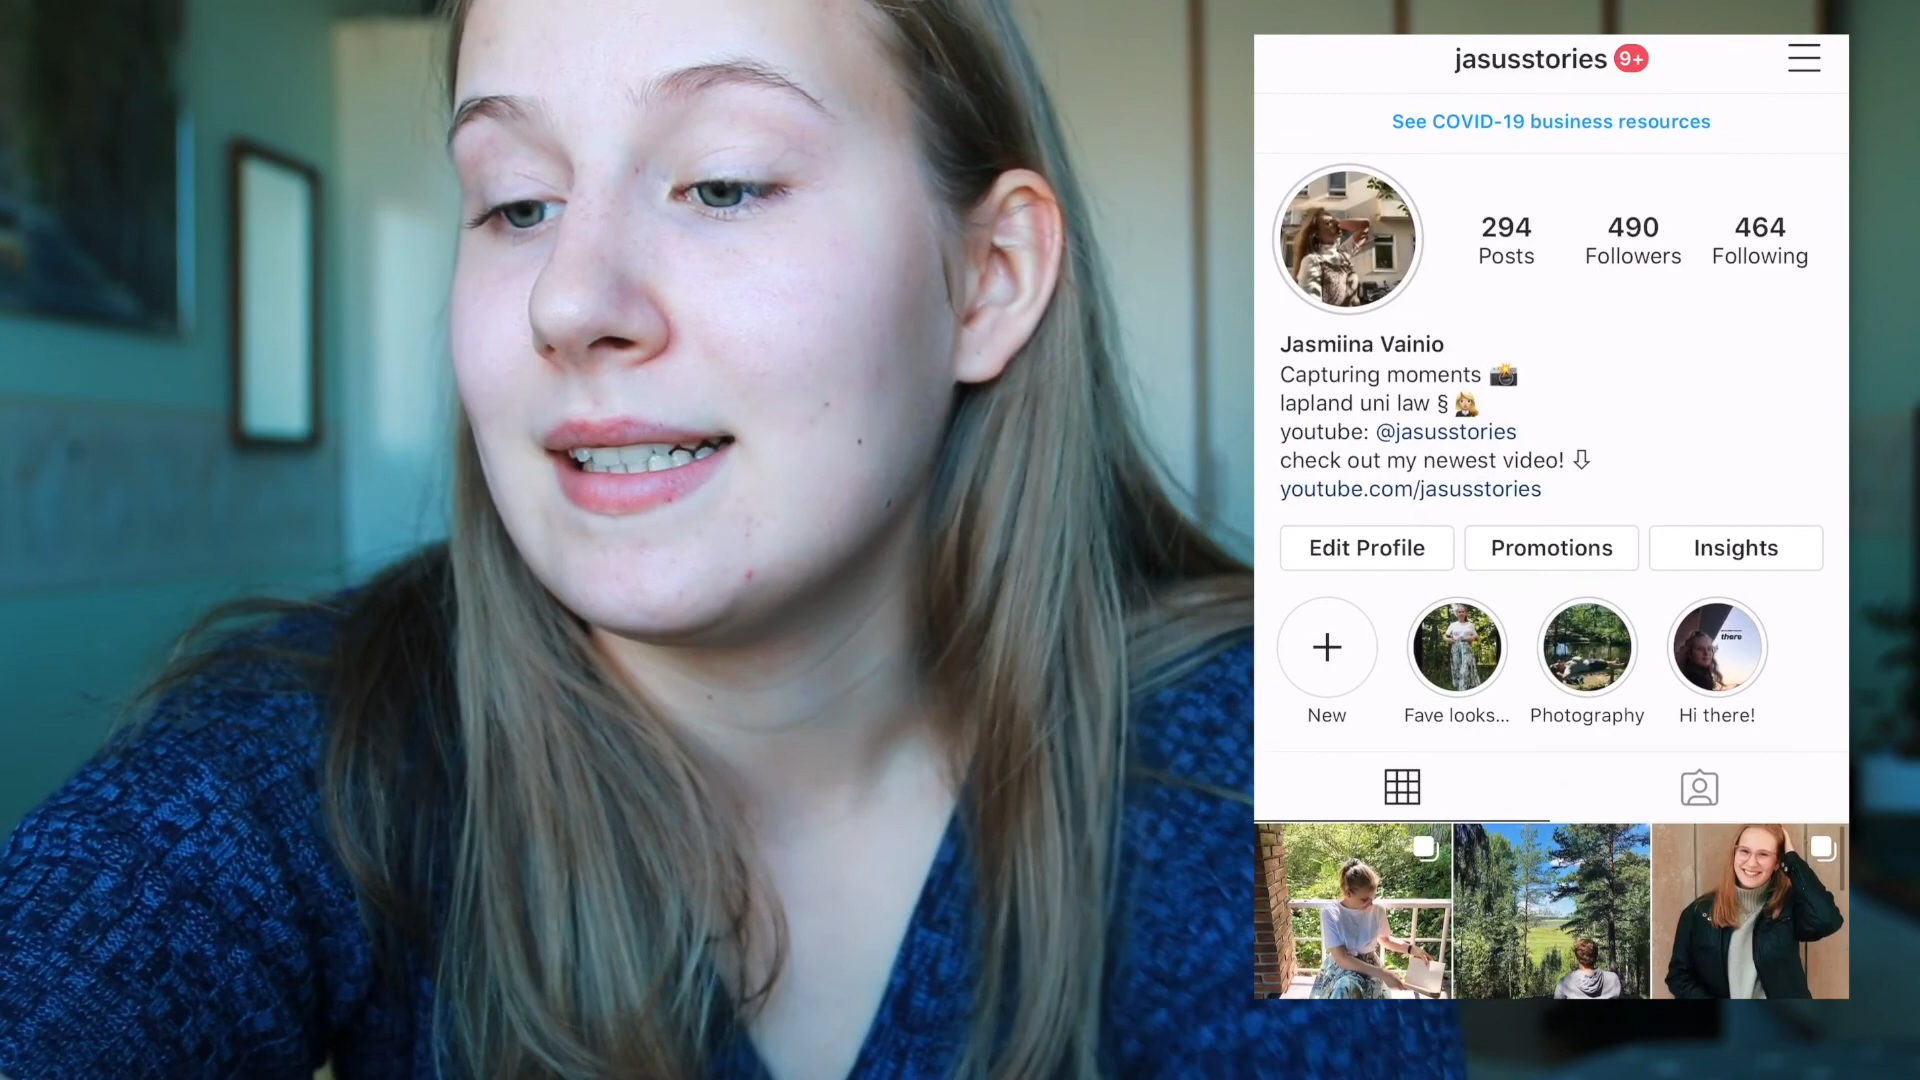 jasusstories 9+
See COVID-19 business resources
294 490 464
Posts Followers Following
Jasmiina Vainio
Capturing moments 📸
lapland uni law § 👩🏼‍💼
youtube: @jasusstories
check out my newest video! ⇩
youtube.com/jasusstories
Edit Profile Promotions Insights
there
New Fave looks... Photography Hi there!